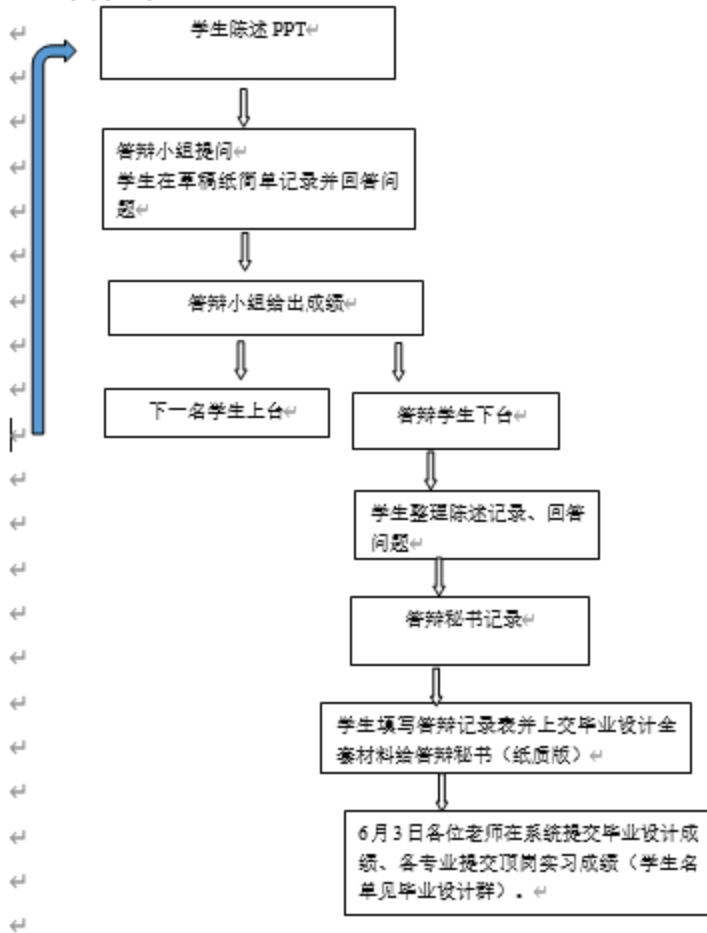 学生陈述 PPT
答辩小组提问
学生在草稿纸简单记录并回答问
题
答辩小组给出成绩
下一名学生上台
答辩学生下台
学生整理陈述记录、回答
问题
答辩秘书记录
学生填写答辩记录表并上交毕业设计全
套材料给答辩秘书（纸质版）
6月3日各位老师在系统提交毕业设计成
绩、各专业提交顶岗实习成绩（学生名
单见毕业设计群）.